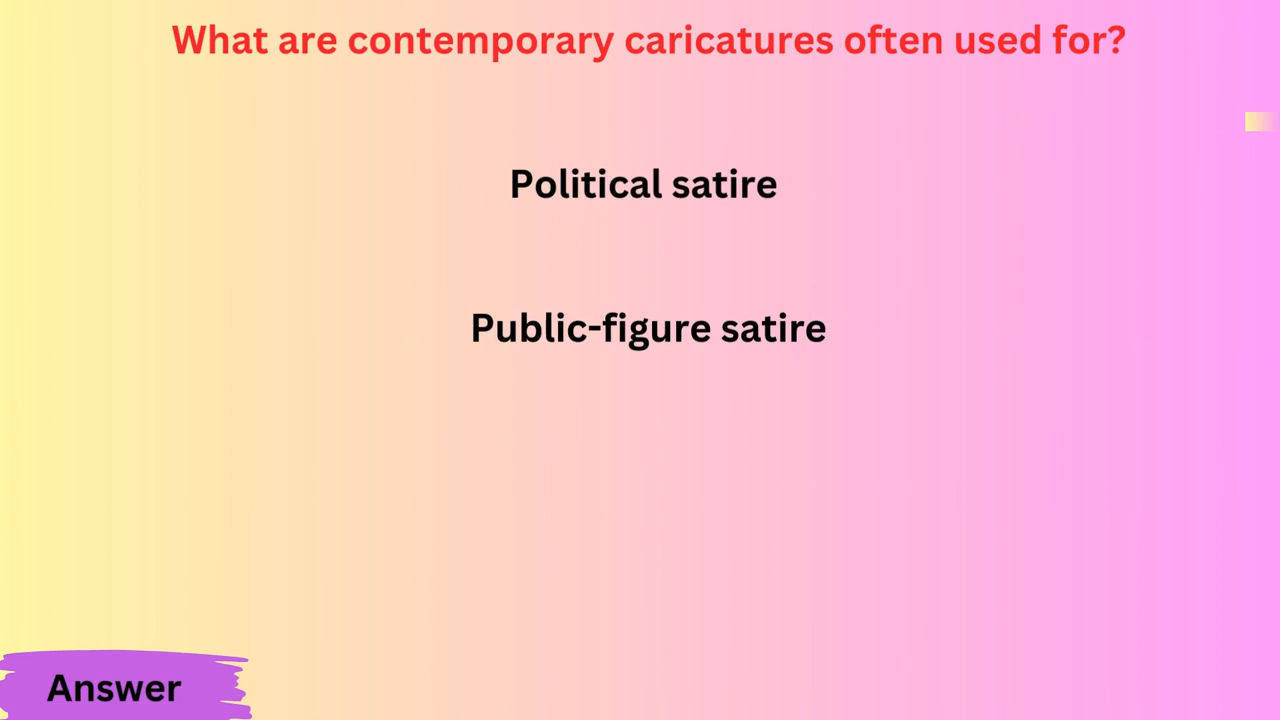 What are contemporary caricatures often used for?
Political satire
Public-figure satire
Answer